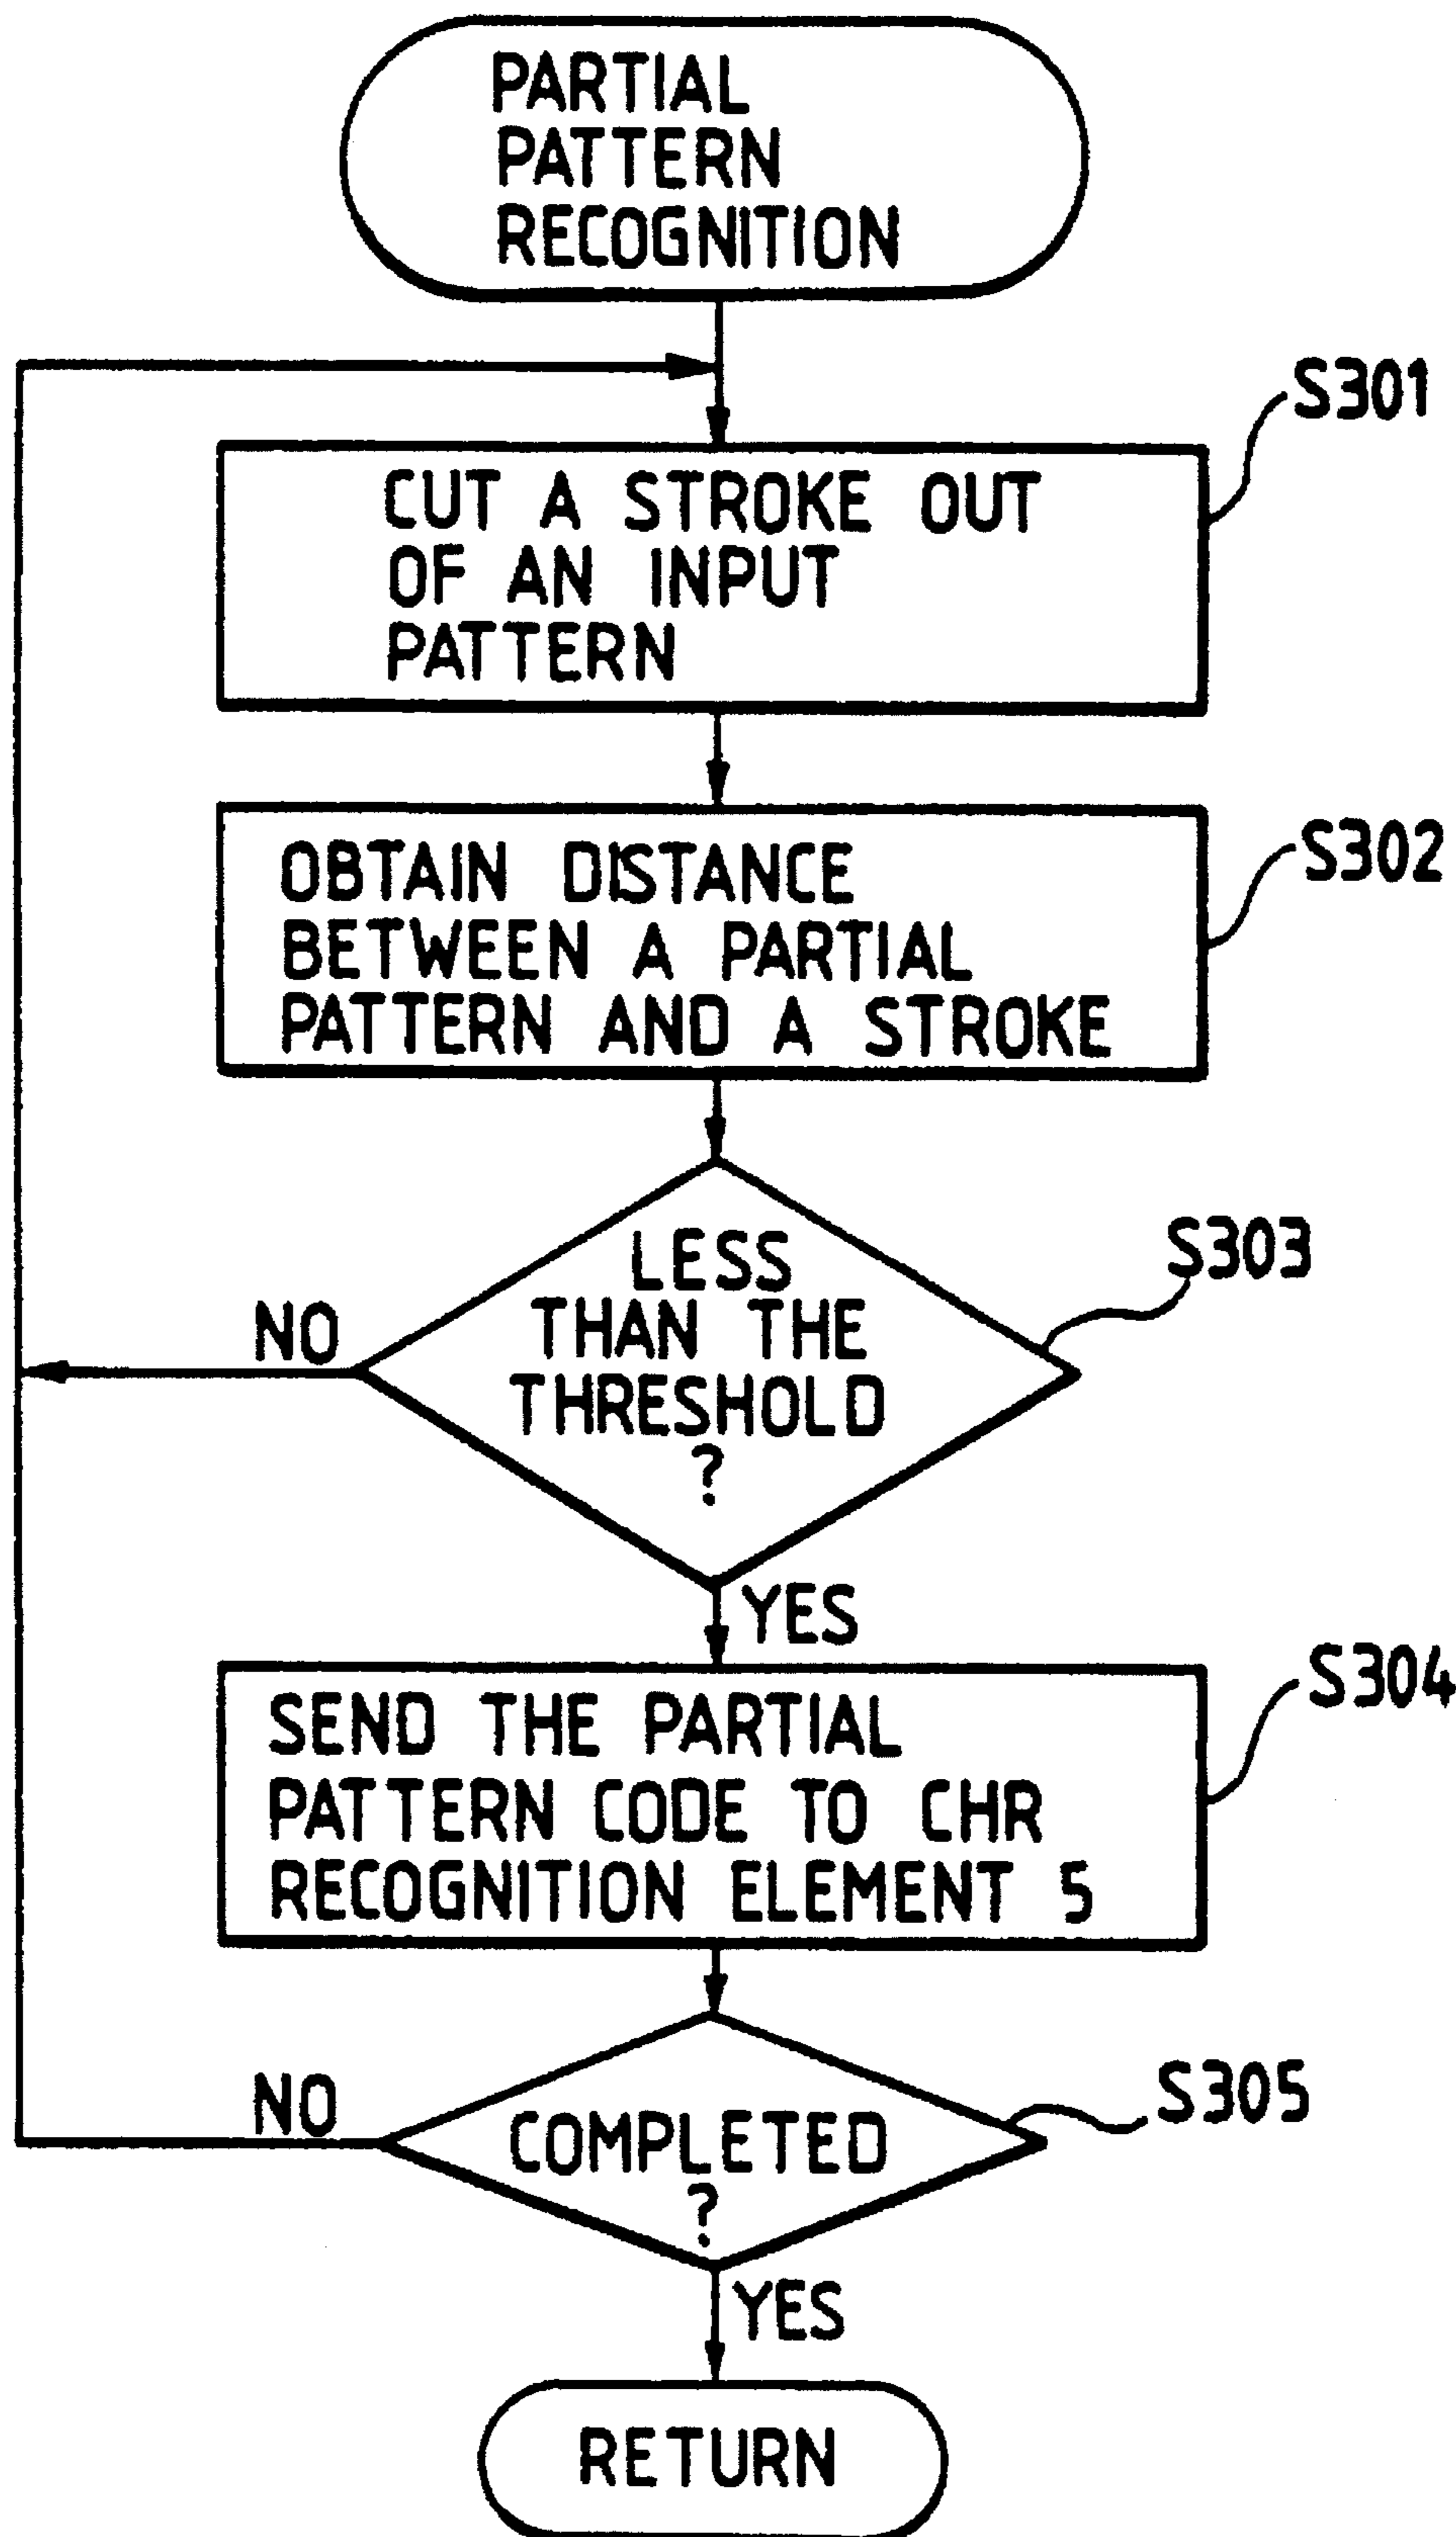 PARTIAL
PATTERN
RECOGNITION
S301
CUT A STROKE OUT
OF AN INPUT
PATTERN
S302
OBTAIN DISTANCE
BETWEEN A PARTIAL
PATTERN AND A STROKE
S303
LESS
THAN THE
THRESHOLD
?
NO
YES
S304
SEND THE PARTIAL
PATTERN CODE TO CHR
RECOGNITION ELEMENT 5
S305
NO
COMPLETED
?
YES
RETURN